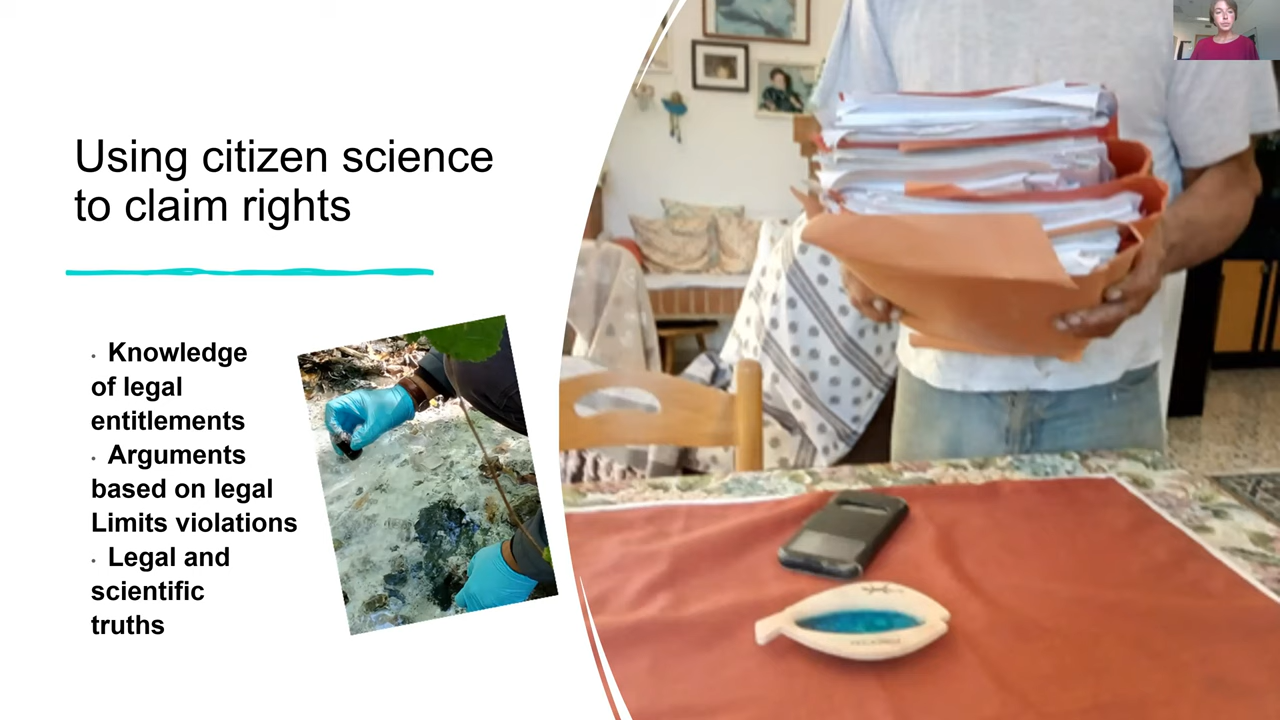 Using citizen science
to claim rights
· Knowledge
of legal
entitlements
· Arguments
based on legal
Limits violations
· Legal and
scientific
truths